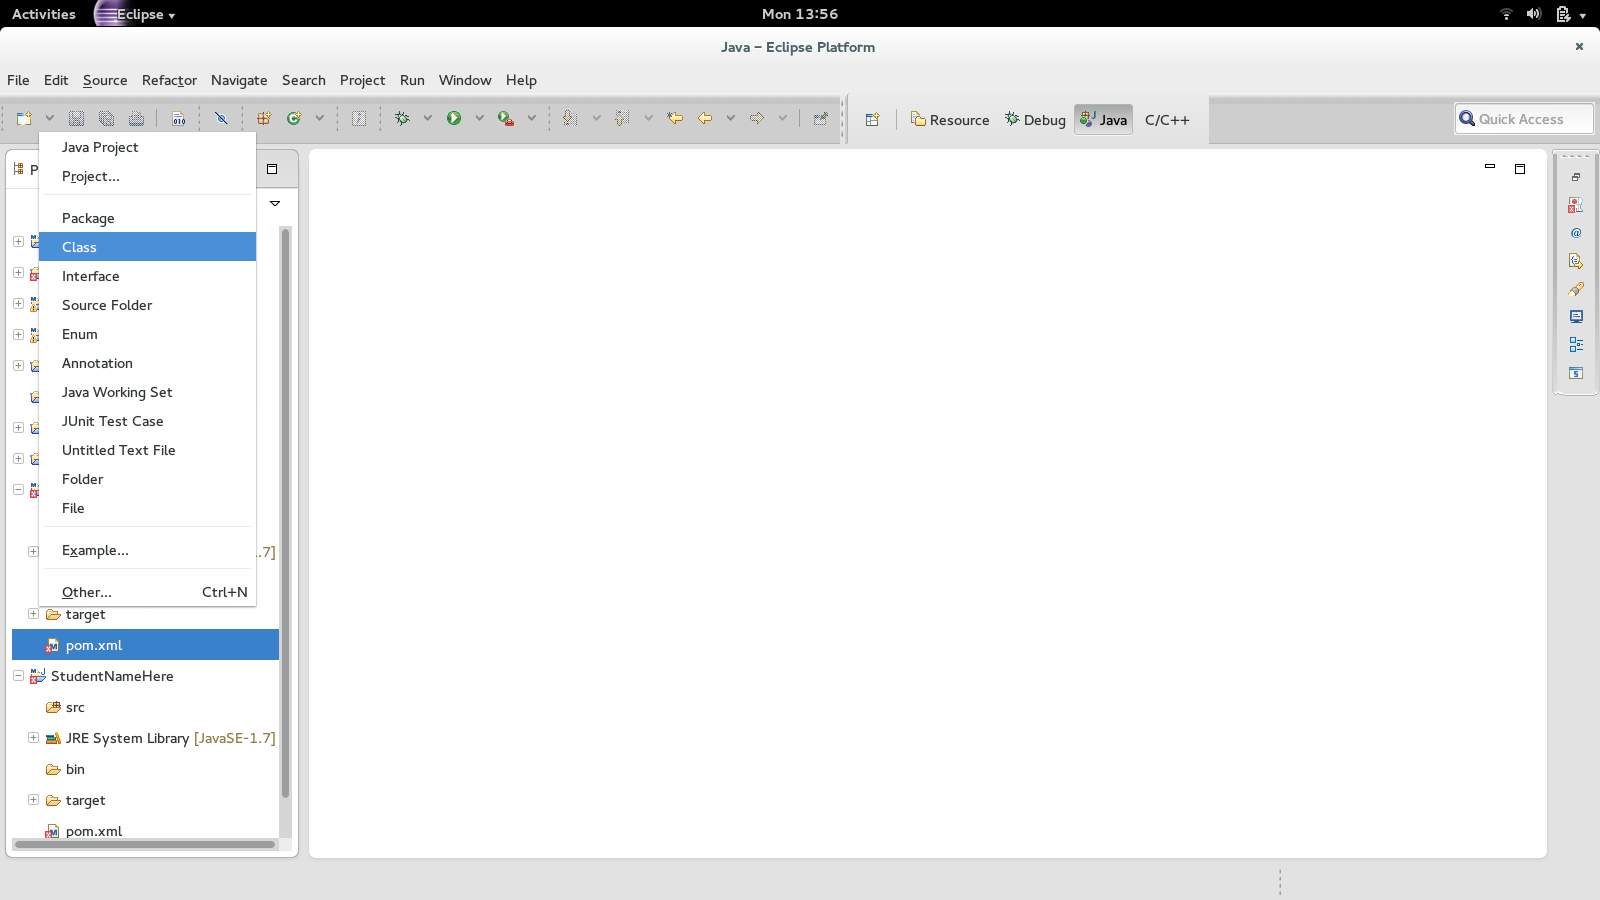 Activities
Eclipse
Mon 13:56
Java – Eclipse Platform
File Edit Source Refactor Navigate Search Project Run Window Help
Resource
Debug
Java
C/C++
Quick Access
P
Java Project
Project...
Package
Class
Interface
Source Folder
Enum
Annotation
Java Working Set
JUnit Test Case
Untitled Text File
Folder
File
Example...
.7]
Other... Ctrl+N
target
pom.xml
StudentNameHere
src
JRE System Library [JavaSE-1.7]
bin
target
pom.xml